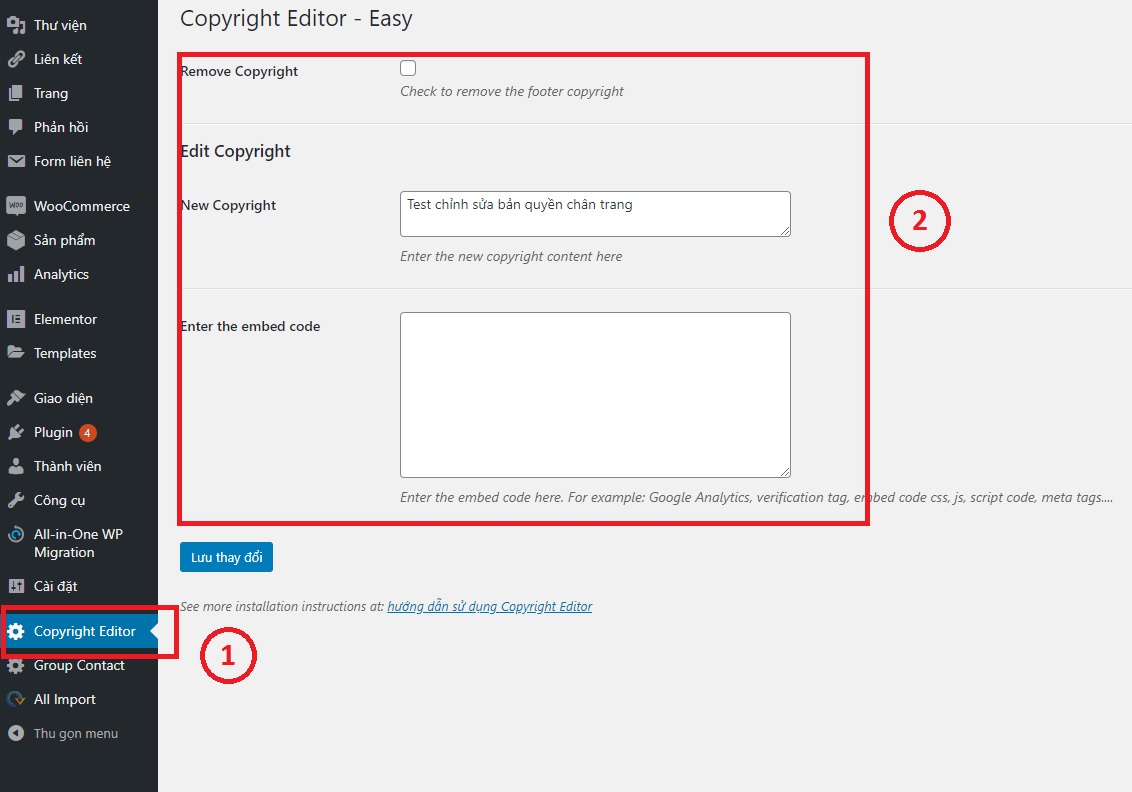 Thư viện
Liên kết
Trang
Phản hồi
Form liên hệ
WOO WooCommerce
Sản phẩm
Analytics
Elementor
Templates
Giao diện
Plugin 4
Thành viên
Công cụ
All-in-One WP
Migration
Cài đặt
Copyright Editor
Group Contact
All Import
Thu gọn menu
1
Copyright Editor - Easy
Remove Copyright
Check to remove the footer copyright
Edit Copyright
New Copyright
Test chỉnh sửa bản quyền chân trang
Enter the new copyright content here
2
Enter the embed code
Enter the embed code here. For example: Google Analytics, verification tag, embed code css, js, script code, meta tags....
Lưu thay đổi
See more installation instructions at: hướng dẫn sử dụng Copyright Editor